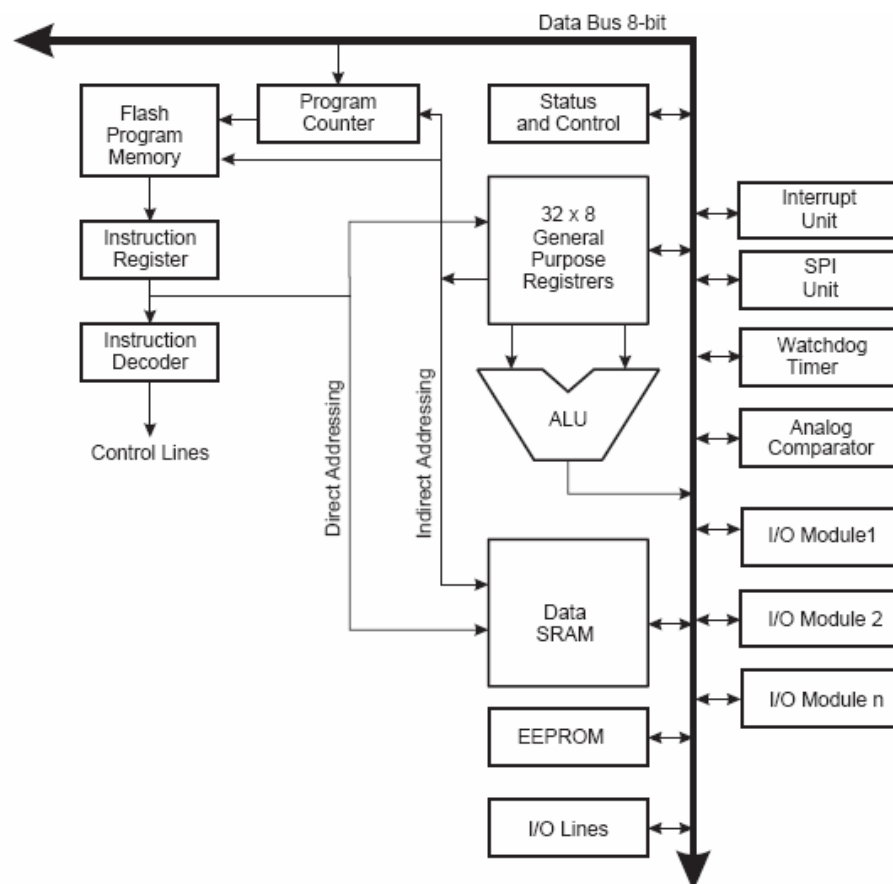 Data Bus 8-bit
Flash
Program
Memory
Program
Counter
Status
and Control
32 x 8
General
Purpose
Registrers
Interrupt
Unit
Instruction
Register
SPI
Unit
Instruction
Decoder
Watchdog
Timer
ALU
Analog
Comparator
Control Lines
Direct Addressing
Indirect Addressing
I/O Module1
Data
SRAM
I/O Module 2
I/O Module n
EEPROM
I/O Lines